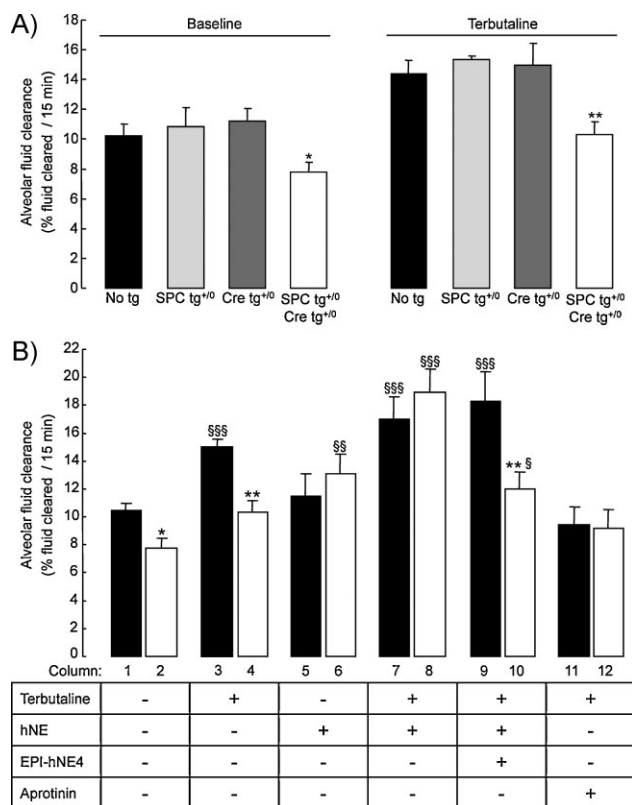 A)
Baseline
Terbutaline
Alveolar fluid clearance
(% fluid cleared / 15 min)
18
16
14
12
10
8
6
4
2
0
*
**
No tg
SPC tg+/0
Cre tg+/0
SPC tg+/0
Cre tg+/0
No tg
SPC tg+/0
Cre tg+/0
SPC tg+/0
Cre tg+/0
B)
Alveolar fluid clearance
(% fluid cleared / 15 min)
22
20
18
16
14
12
10
8
6
4
2
0
*
§§§
**
§§
§§§
§§§
§§§
** §
Column: 1 2 3 4 5 6 7 8 9 10 11 12
Terbutaline - + - + + +
hNE - - + + + -
EPI-hNE4 - - - - + -
Aprotinin - - - - - +